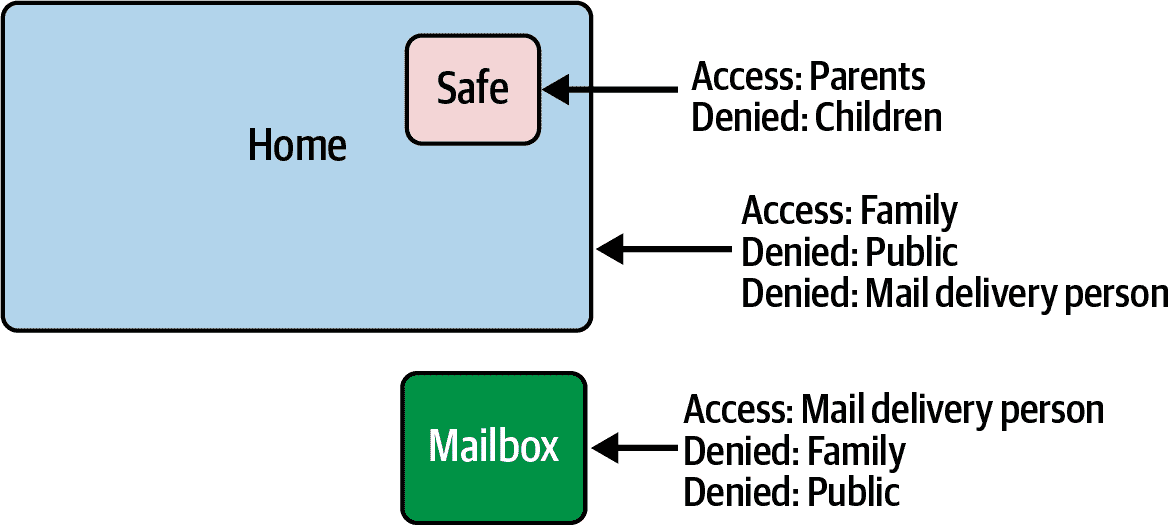 Safe
Home
Access: Parents
Denied: Children
Access: Family
Denied: Public
Denied: Mail delivery person
Mailbox
Access: Mail delivery person
Denied: Family
Denied: Public